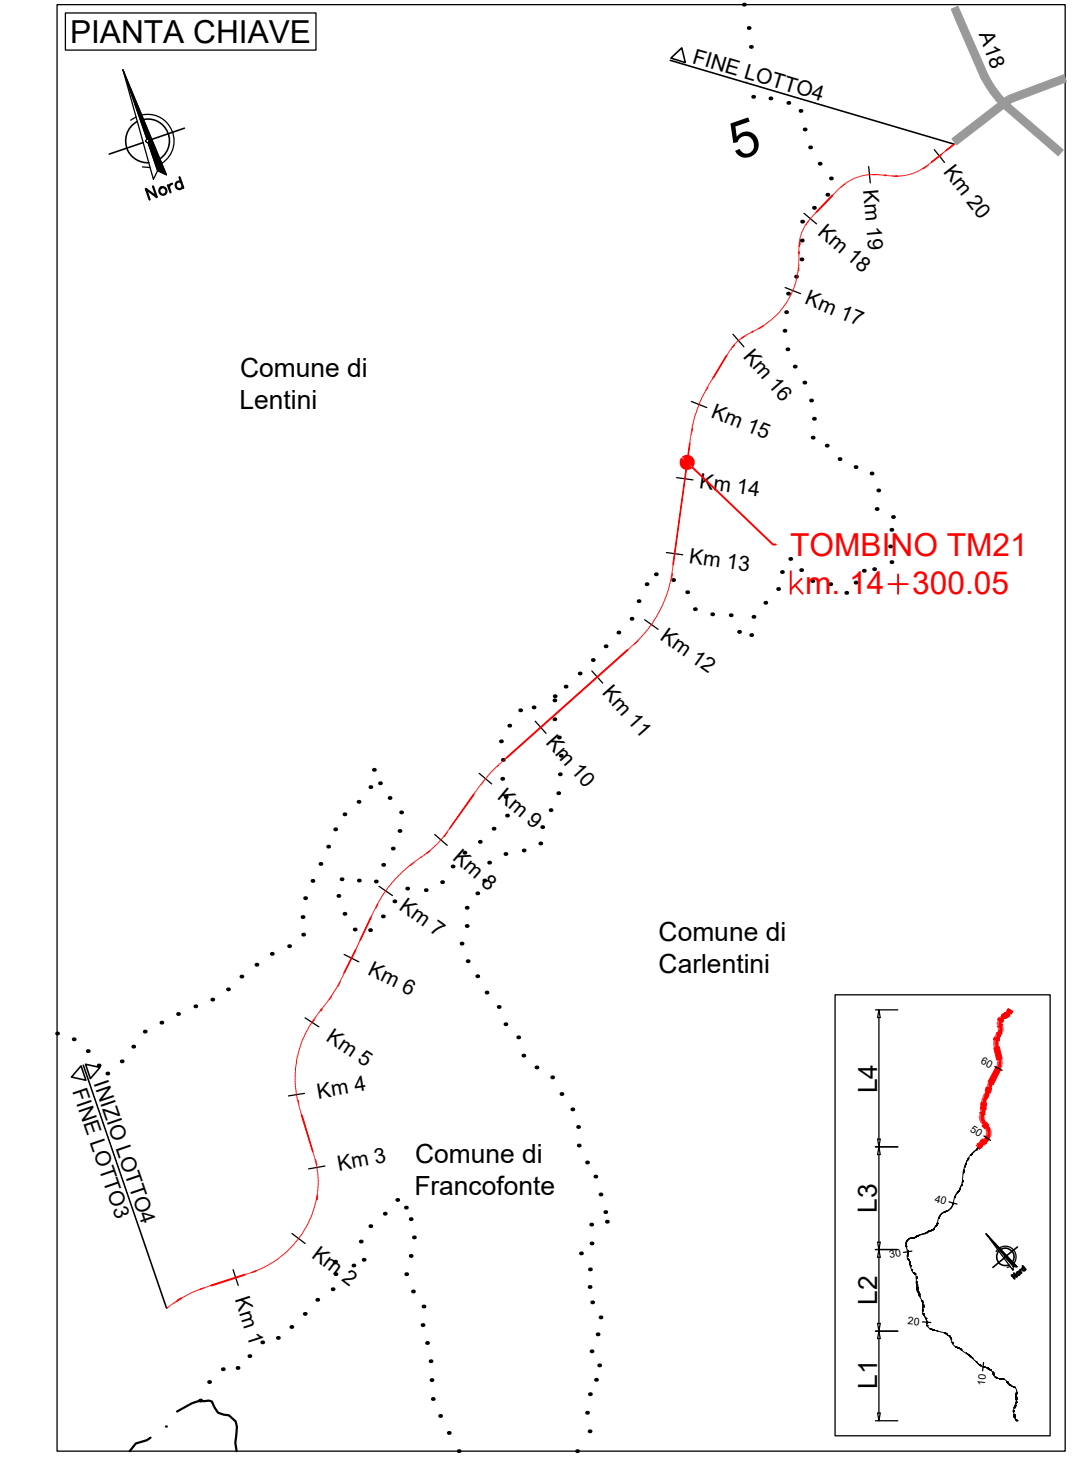 PIANTA CHIAVE
Nord
FINE LOTTO4
A18
5
Km 20
Km 19
Km 18
Km 17
Km 16
Comune di
Lentini
Km 15
Km 14
TOMBINO TM21
km. 14+300.05
Km 13
Km 12
Km 11
Km 10
Km 9
Km 8
Km 7
Comune di
Carlentini
Km 6
Km 5
Km 4
Km 3
Comune di
Francofonte
INIZIO LOTTO4
FINE LOTTO3
Km 2
Km 1
L4
60
50
L3
40
30
L2
20
L1
10